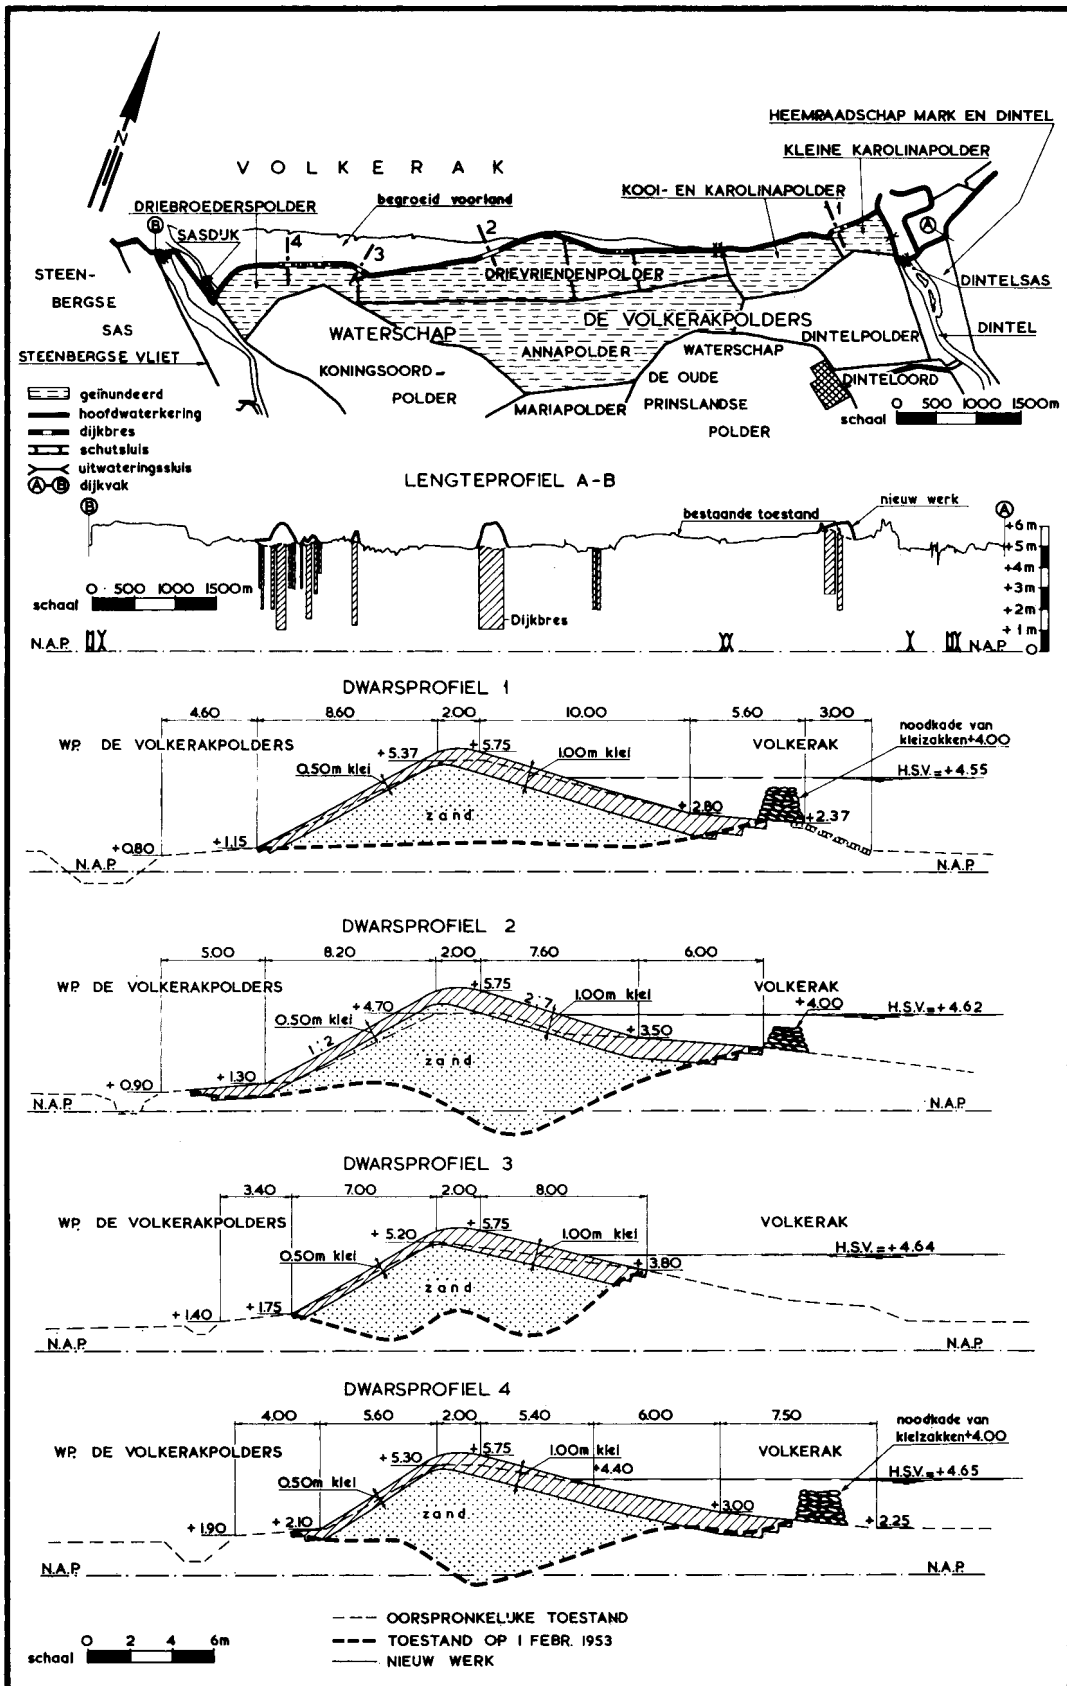 N
VOLKERAK
HEEMRAADSCHAP MARK EN DINTEL
KLEINE KAROLINAPOLDER
KOOI- EN KAROLINAPOLDER
DRIEBROEDERSPOLDER
begroeid voorland
B
SASDIJK
4
3
2
1
A
STEEN-
BERGSE
SAS
DRIEVRIENDENPOLDER
DINTELSAS
DE VOLKERAKPOLDERS
WATERSCHAP
DINTELPOLDER
DINTEL
STEENBERGSE VLIET
KONINGSOORD-
POLDER
ANNAPOLDER
WATERSCHAP
DE OUDE
PRINSLANDSE
POLDER
DINTELOORD
MARIAPOLDER
schaal 0 500 1000 1500m
geïnundeerd
hoofdwaterkering
dijkbres
schutsluis
uitwateringssluis
A-B dijkvak
LENGTEPROFIEL A-B
B
bestaande toestand
nieuw werk
A
+6m
+5m
+4m
+3m
+2m
+1m
0
schaal 0 500 1000 1500m
Dijkbres
N.A.P.
N.A.P.
DWARSPROFIEL 1
4.60 8.60 2.00 10.00 5.60 3.00
WP. DE VOLKERAKPOLDERS
VOLKERAK
noodkade van
kleizakken+4.00
+5.37
+5.75
0.50m klei
1.00m klei
H.S.V.=+4.55
zand
+2.80
+2.37
+0.80
+1.15
N.A.P.
N.A.P.
DWARSPROFIEL 2
5.00 8.20 2.00 7.60 6.00
WP. DE VOLKERAKPOLDERS
VOLKERAK
+4.70
+5.75
0.50m klei
1.00m klei
1:2
2:7
+4.00
H.S.V.=+4.62
+3.50
zand
+0.90
+1.30
N.A.P.
N.A.P.
DWARSPROFIEL 3
3.40 7.00 2.00 8.00
WP. DE VOLKERAKPOLDERS
VOLKERAK
+5.20
+5.75
0.50m klei
1.00m klei
H.S.V.=+4.64
+3.80
zand
+1.40
+1.75
N.A.P.
N.A.P.
DWARSPROFIEL 4
4.00 5.60 2.00 5.40 6.00 7.50
WP. DE VOLKERAKPOLDERS
VOLKERAK
noodkade van
kleizakken+4.00
+5.30
+5.75
0.50m klei
1.00m klei
+4.40
H.S.V.=+4.65
zand
+3.00
+1.90
+2.10
+2.25
N.A.P.
N.A.P.
OORSPRONKELIJKE TOESTAND
TOESTAND OP 1 FEBR. 1953
NIEUW WERK
schaal 0 2 4 6m